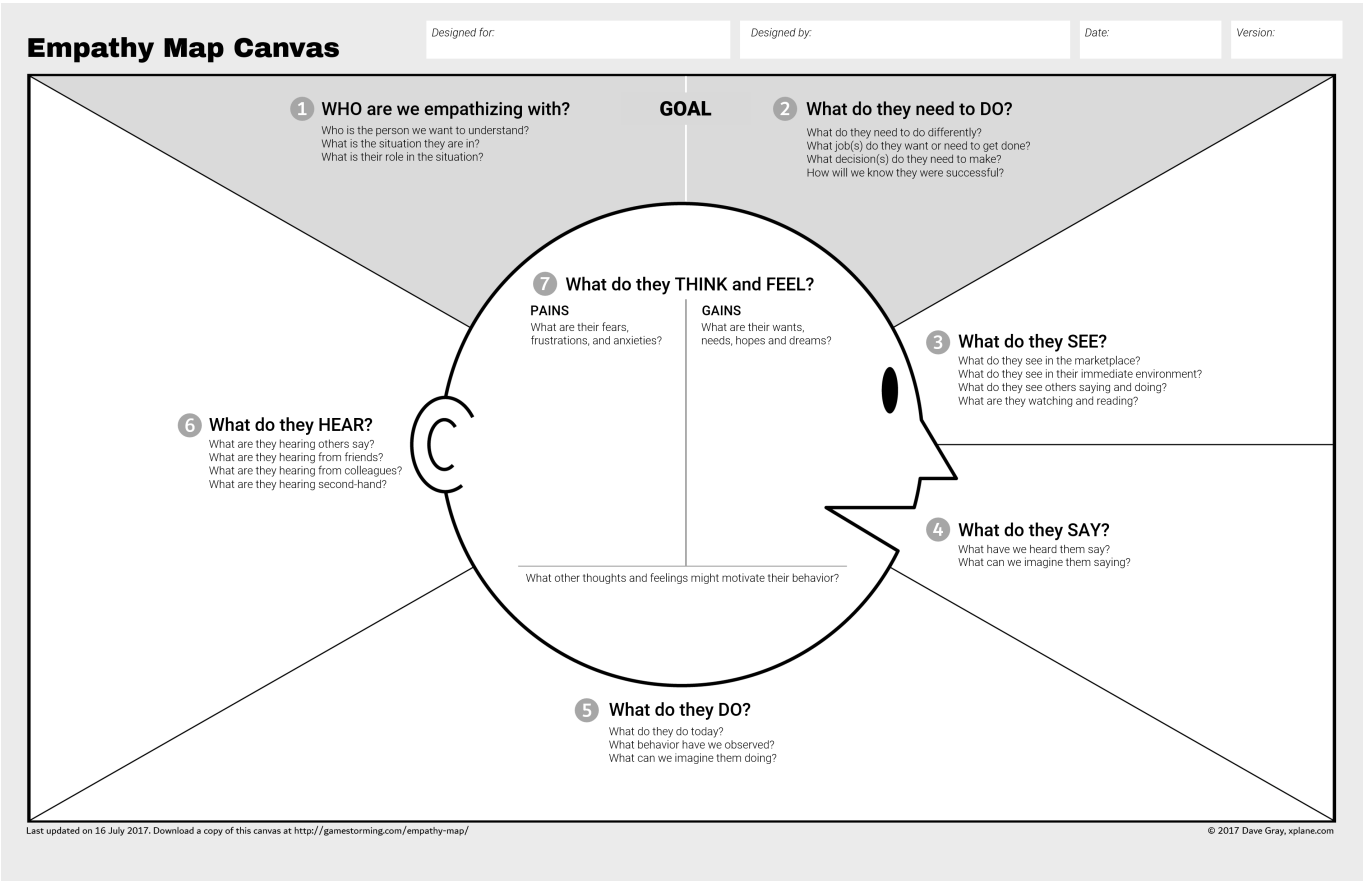 Empathy Map Canvas
Designed for:
Designed by:
Date:
Version:
1 WHO are we empathizing with?
Who is the person we want to understand?
What is the situation they are in?
What is their role in the situation?
GOAL
2 What do they need to DO?
What do they need to do differently?
What job(s) do they want or need to get done?
What decision(s) do they need to make?
How will we know they were successful?
7 What do they THINK and FEEL?
PAINS
What are their fears,
frustrations, and anxieties?
GAINS
What are their wants,
needs, hopes and dreams?
What other thoughts and feelings might motivate their behavior?
3 What do they SEE?
What do they see in the marketplace?
What do they see in their immediate environment?
What do they see others saying and doing?
What are they watching and reading?
4 What do they SAY?
What have we heard them say?
What can we imagine them saying?
5 What do they DO?
What do they do today?
What behavior have we observed?
What can we imagine them doing?
6 What do they HEAR?
What are they hearing others say?
What are they hearing from friends?
What are they hearing from colleagues?
What are they hearing second-hand?
Last updated on 16 July 2017. Download a copy of this canvas at http://gamestorming.com/empathy-map/
© 2017 Dave Gray, xplane.com